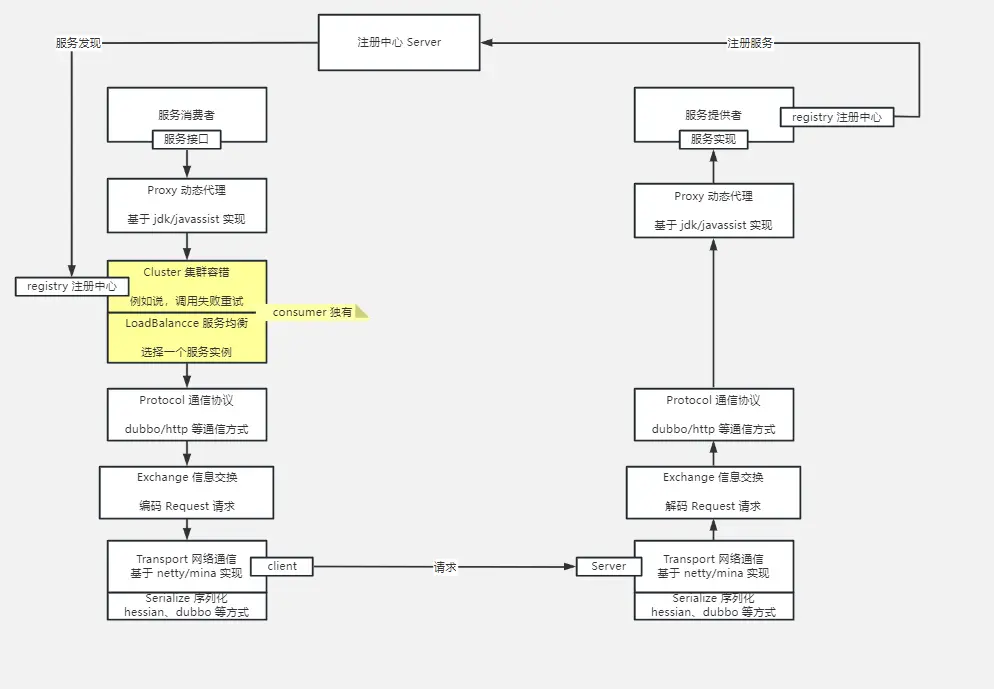 注册中心 Server
服务发现
注册服务
服务消费者
服务接口
Proxy 动态代理
基于 jdk/javassist 实现
Cluster 集群容错
registry 注册中心
例如说，调用失败重试
LoadBalancce 服务均衡
选择一个服务实例
consumer 独有
Protocol 通信协议
dubbo/http 等通信方式
Exchange 信息交换
编码 Request 请求
Transport 网络通信
基于 netty/mina 实现
client
Serialize 序列化
hessian、dubbo 等方式
请求
服务提供者
registry 注册中心
服务实现
Proxy 动态代理
基于 jdk/javassist 实现
Protocol 通信协议
dubbo/http 等通信方式
Exchange 信息交换
解码 Request 请求
Server
Transport 网络通信
基于 netty/mina 实现
Serialize 序列化
hessian、dubbo 等方式